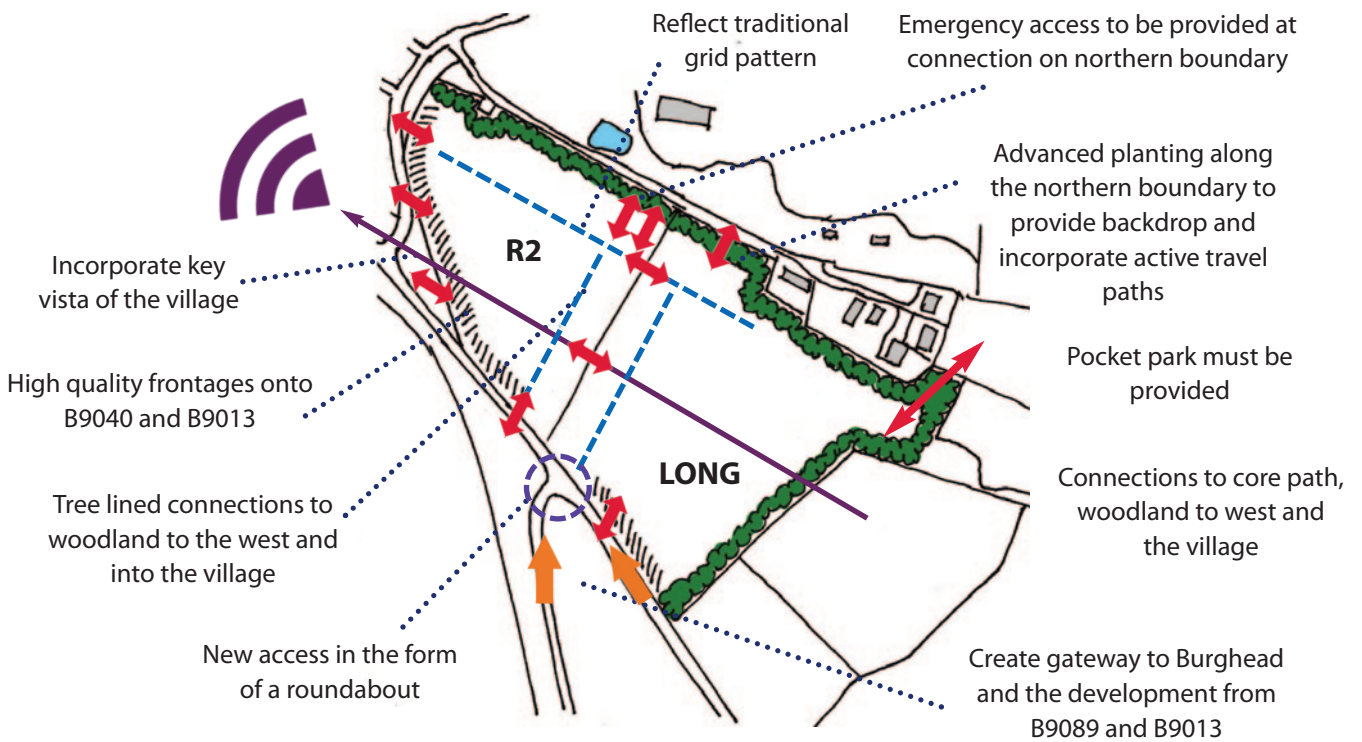 Reflect traditional
grid pattern
Emergency access to be provided at
connection on northern boundary
Advanced planting along
the northern boundary to
provide backdrop and
incorporate active travel
paths
Incorporate key
vista of the village
R2
High quality frontages onto
B9040 and B9013
Pocket park must be
provided
LONG
Tree lined connections to
woodland to the west and
into the village
Connections to core path,
woodland to west and
the village
New access in the form
of a roundabout
Create gateway to Burghead
and the development from
B9089 and B9013